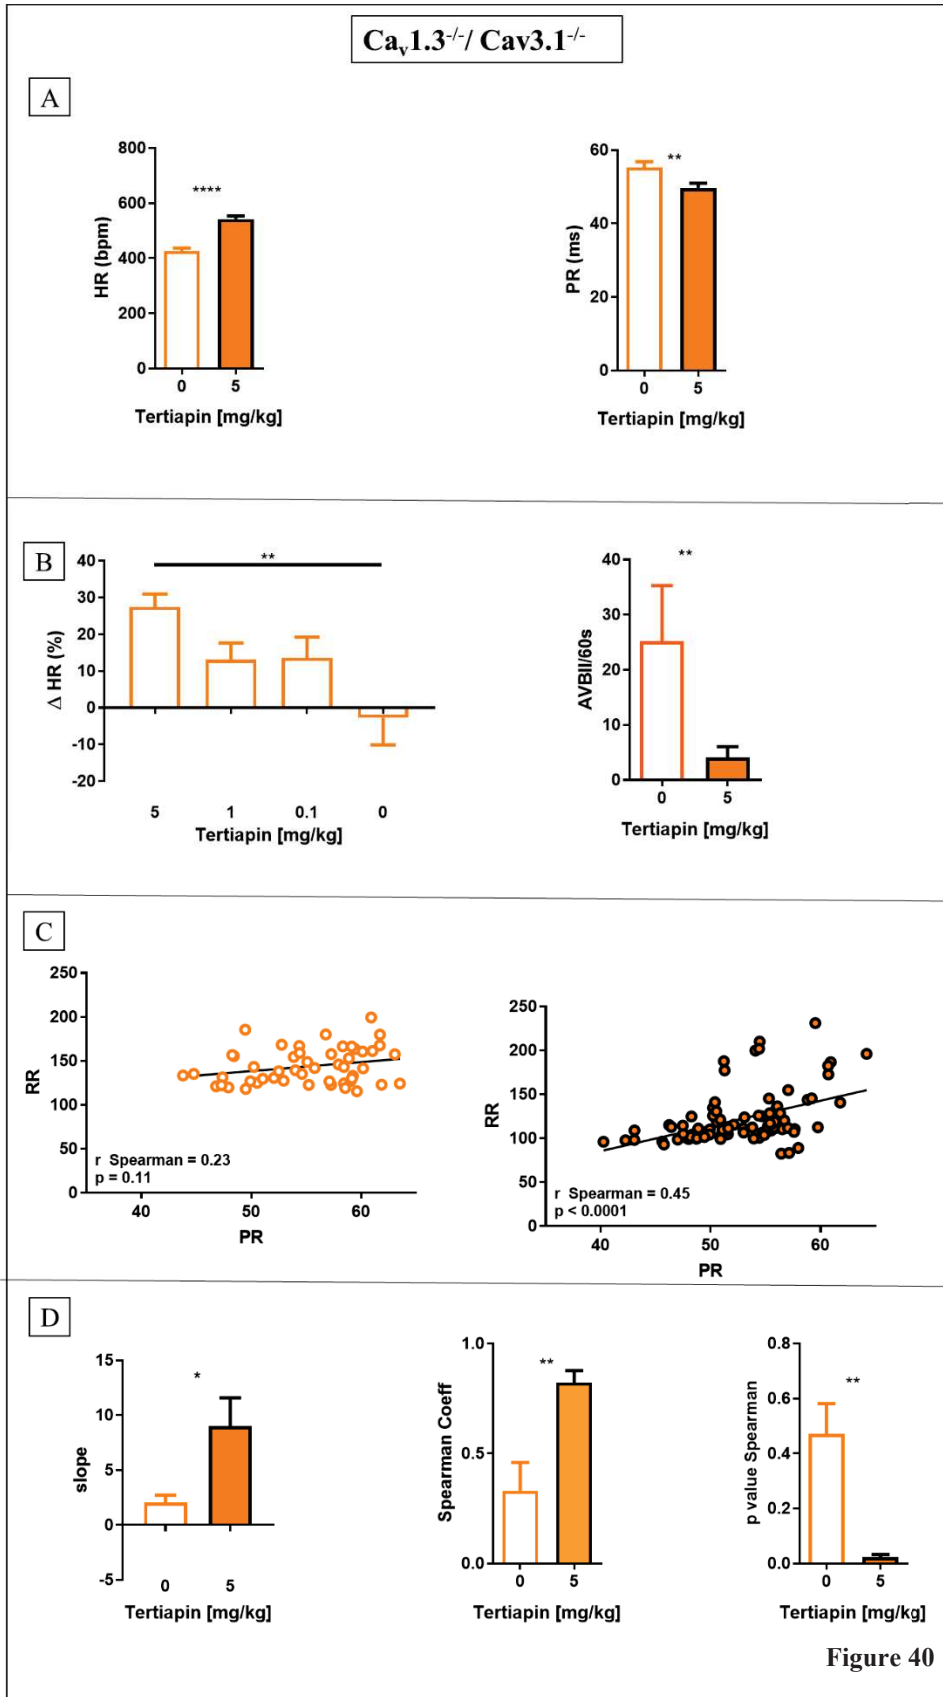 Cav1.3-/-/ Cav3.1-/-
A
800
600
400
200
0
HR (bpm)
****
0 5
Tertiapin [mg/kg]
60
40
20
0
PR (ms)
**
0 5
Tertiapin [mg/kg]
B
40
30
20
10
0
-10
-20
Δ HR (%)
**
5 1 0.1 0
Tertiapin [mg/kg]
40
30
20
10
0
AVBII/60s
**
0 5
Tertiapin [mg/kg]
C
250
200
150
100
50
0
RR
r Spearman = 0.23
p = 0.11
40 50 60
PR
250
200
150
100
50
0
RR
r Spearman = 0.45
p < 0.0001
40 50 60
PR
D
15
10
5
0
-5
slope
*
0 5
Tertiapin [mg/kg]
1.0
0.5
0.0
Spearman Coeff
**
0 5
Tertiapin [mg/kg]
0.8
0.6
0.4
0.2
0.0
p value Spearman
**
0 5
Tertiapin [mg/kg]
Figure 40